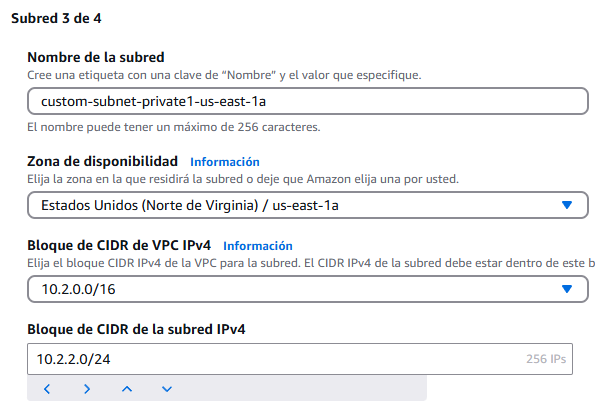 Subred 3 de 4
Nombre de la subred
Cree una etiqueta con una clave de “Nombre” y el valor que especifique.
custom-subnet-private1-us-east-1a
El nombre puede tener un máximo de 256 caracteres.
Zona de disponibilidad Información
Elija la zona en la que residirá la subred o deje que Amazon elija una por usted.
Estados Unidos (Norte de Virginia) / us-east-1a
Bloque de CIDR de VPC IPv4 Información
Elija el bloque CIDR IPv4 de la VPC para la subred. El CIDR IPv4 de la subred debe estar dentro de este b
10.2.0.0/16
Bloque de CIDR de la subred IPv4
10.2.2.0/24 256 IPs